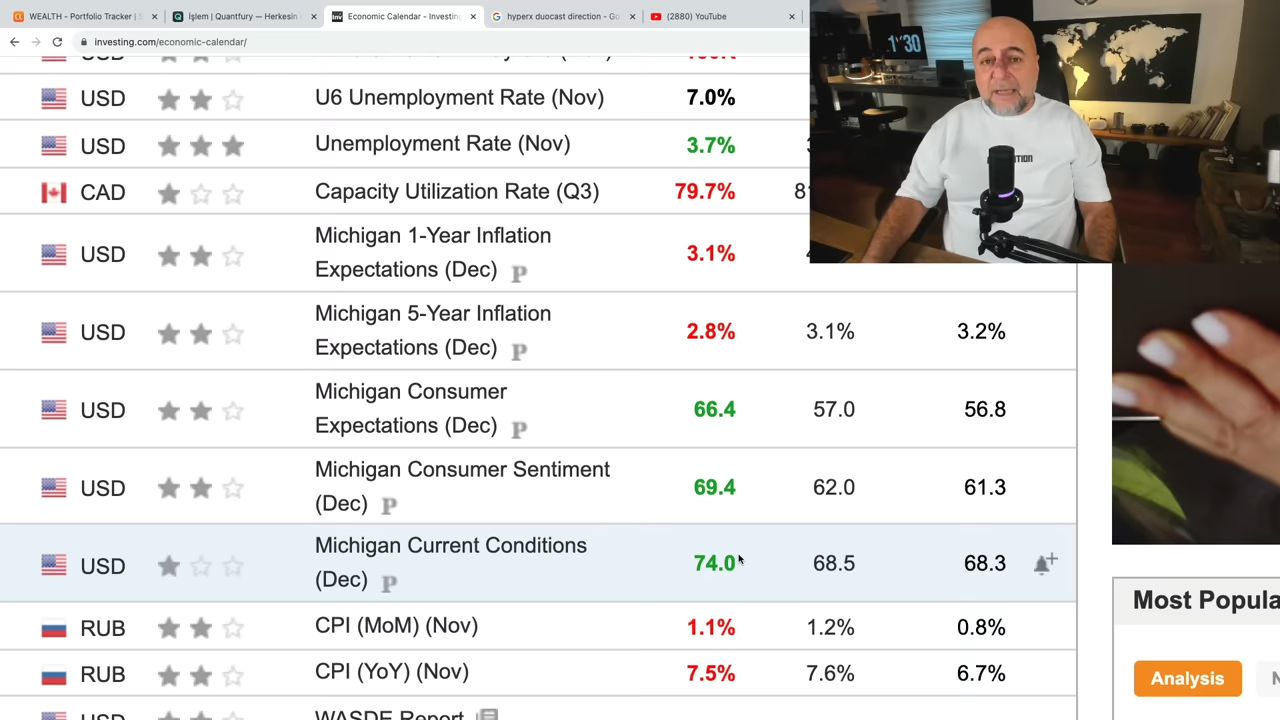 WEALTH - Portfolio Tracker | S
İşlem | Quantfury — Herkesin
Economic Calendar - Investing.
hyperx duocast direction - Go
(2880) YouTube
investing.com/economic-calendar/
USD
USD U6 Unemployment Rate (Nov) 7.0%
USD Unemployment Rate (Nov) 3.7%
CAD Capacity Utilization Rate (Q3) 79.7% 8
USD Michigan 1-Year Inflation
Expectations (Dec) P 3.1%
USD Michigan 5-Year Inflation
Expectations (Dec) P 2.8% 3.1% 3.2%
USD Michigan Consumer
Expectations (Dec) P 66.4 57.0 56.8
USD Michigan Consumer Sentiment
(Dec) P 69.4 62.0 61.3
USD Michigan Current Conditions
(Dec) P 74.0 68.5 68.3
RUB CPI (MoM) (Nov) 1.1% 1.2% 0.8%
RUB CPI (YoY) (Nov) 7.5% 7.6% 6.7%
USD WASDE Report
Most Popula
Analysis
N